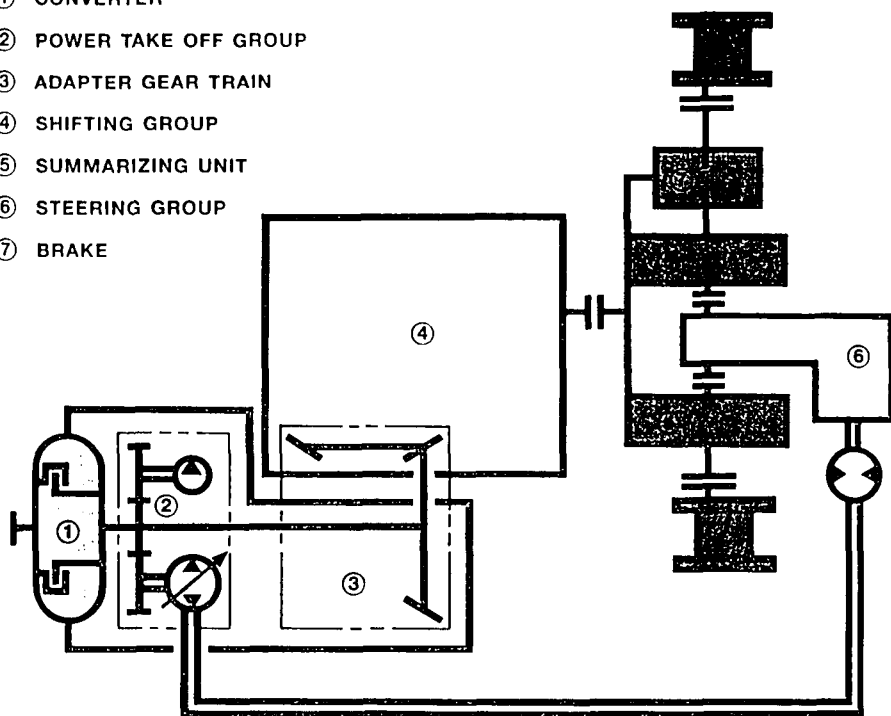 ① CONVERTER
② POWER TAKE OFF GROUP
③ ADAPTER GEAR TRAIN
④ SHIFTING GROUP
⑤ SUMMARIZING UNIT
⑥ STEERING GROUP
⑦ BRAKE
④
⑥
②
①
③